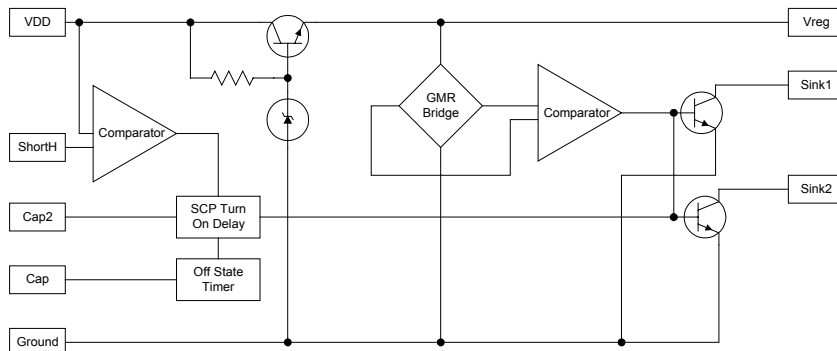 VDD
Vreg
GMR
Bridge
Sink1
Comparator
Comparator
ShortH
Sink2
Cap2
SCP Turn
On Delay
Cap
Off State
Timer
Ground